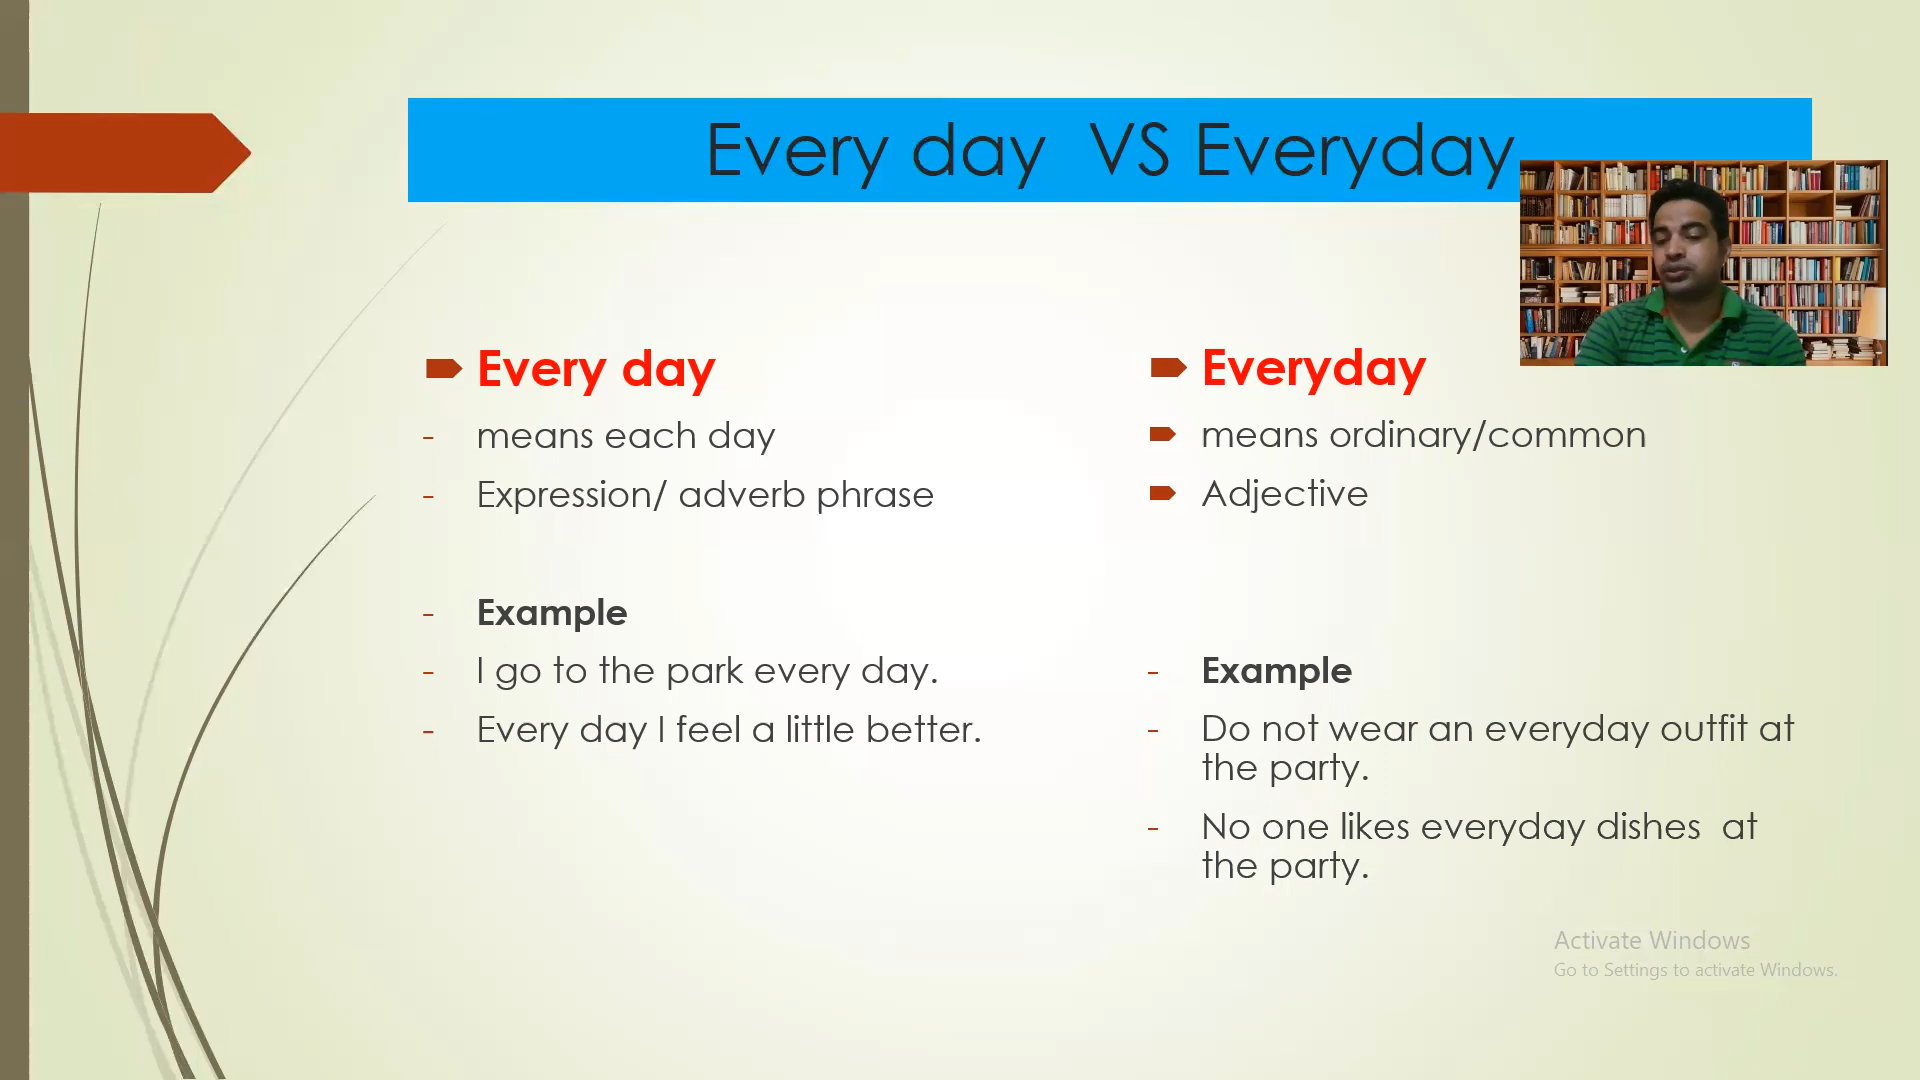 Every day VS Everyday
Every day
- means each day
- Expression/ adverb phrase
- Example
- I go to the park every day.
- Every day I feel a little better.
Everyday
means ordinary/common
Adjective
- Example
- Do not wear an everyday outfit at
the party.
- No one likes everyday dishes at
the party.
Activate Windows
Go to Settings to activate Windows.